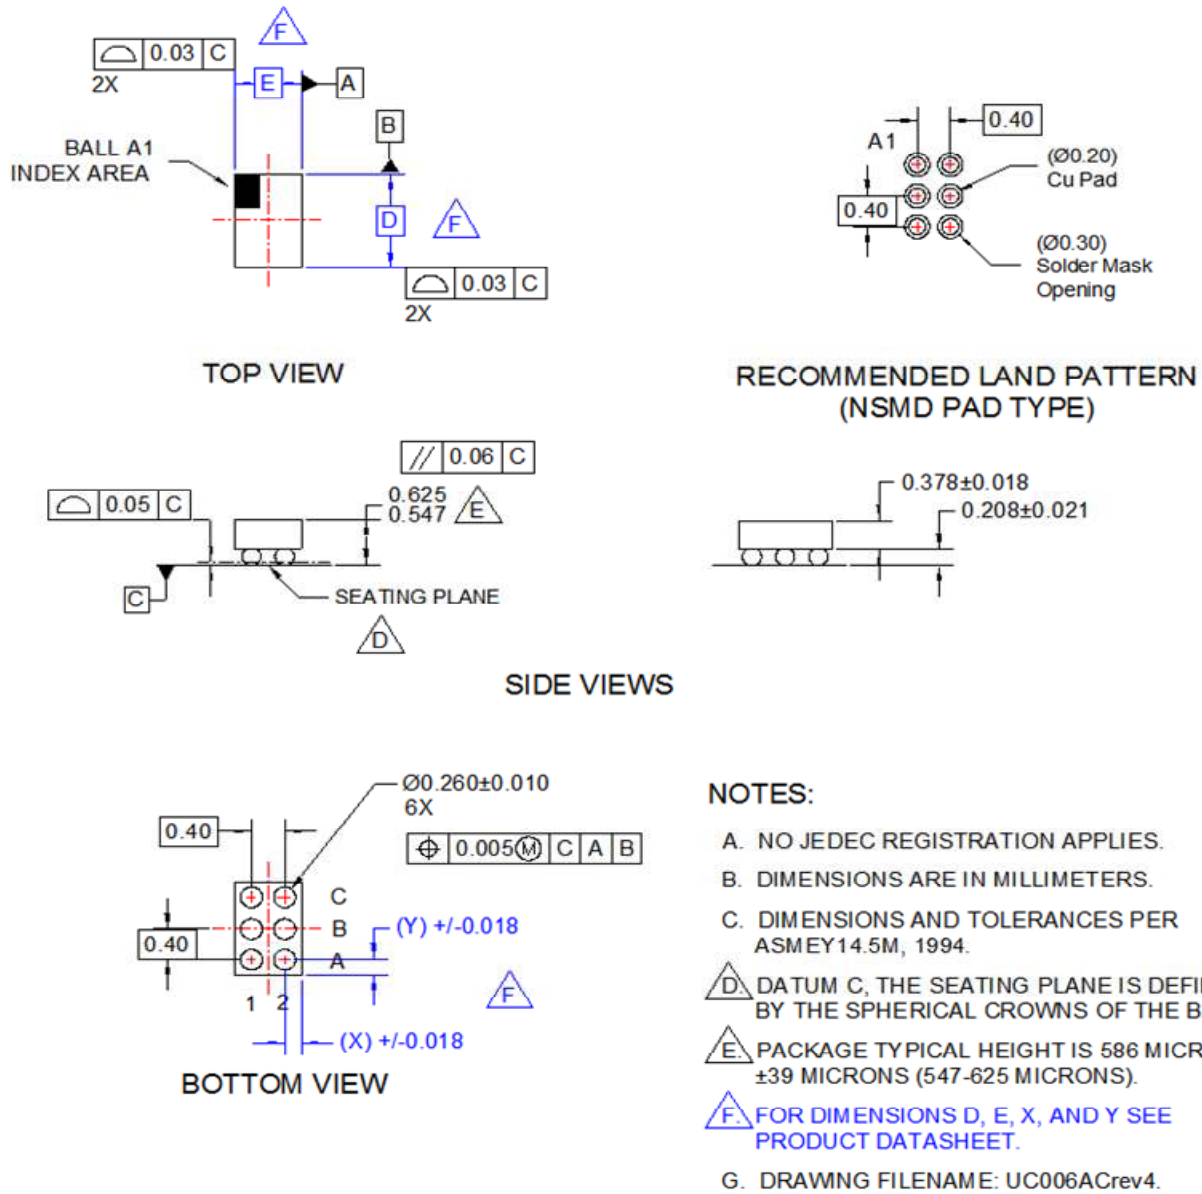 F
0.03 C
2X
E
A
B
BALL A1
INDEX AREA
D
F
0.03 C
2X
TOP VIEW
0.40
A1
(Ø0.20)
Cu Pad
0.40
(Ø0.30)
Solder Mask
Opening
RECOMMENDED LAND PATTERN
(NSMD PAD TYPE)
// 0.06 C
0.05 C
0.625
0.547
E
C
SEATING PLANE
D
0.378±0.018
0.208±0.021
SIDE VIEWS
Ø0.260±0.010
6X
0.005Ⓜ C A B
0.40
C
B
A
0.40
(Y) +/-0.018
F
1 2
(X) +/-0.018
BOTTOM VIEW
NOTES:
A. NO JEDEC REGISTRATION APPLIES.
B. DIMENSIONS ARE IN MILLIMETERS.
C. DIMENSIONS AND TOLERANCES PER
ASMEY14.5M, 1994.
D. DATUM C, THE SEATING PLANE IS DEFI
BY THE SPHERICAL CROWNS OF THE B
E. PACKAGE TYPICAL HEIGHT IS 586 MICR
±39 MICRONS (547-625 MICRONS).
F. FOR DIMENSIONS D, E, X, AND Y SEE
PRODUCT DATASHEET.
G. DRAWING FILENAME: UC006ACrev4.